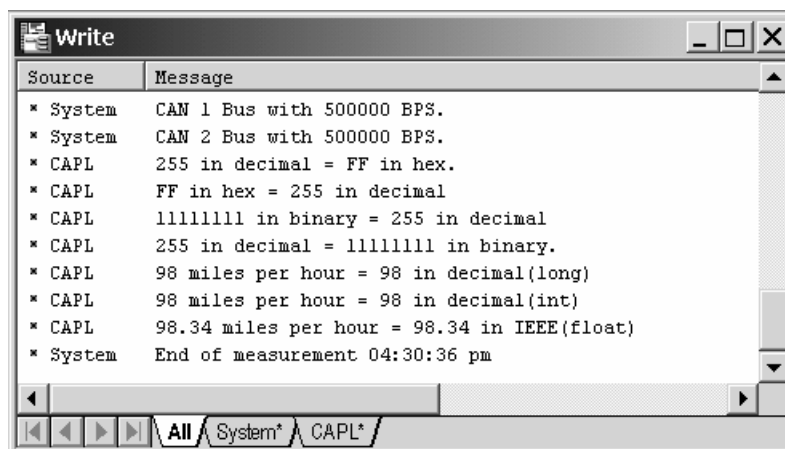 Write
Source Message
* System CAN 1 Bus with 500000 BPS.
* System CAN 2 Bus with 500000 BPS.
* CAPL 255 in decimal = FF in hex.
* CAPL FF in hex = 255 in decimal
* CAPL 11111111 in binary = 255 in decimal
* CAPL 255 in decimal = 11111111 in binary.
* CAPL 98 miles per hour = 98 in decimal(long)
* CAPL 98 miles per hour = 98 in decimal(int)
* CAPL 98.34 miles per hour = 98.34 in IEEE(float)
* System End of measurement 04:30:36 pm
All System* CAPL*